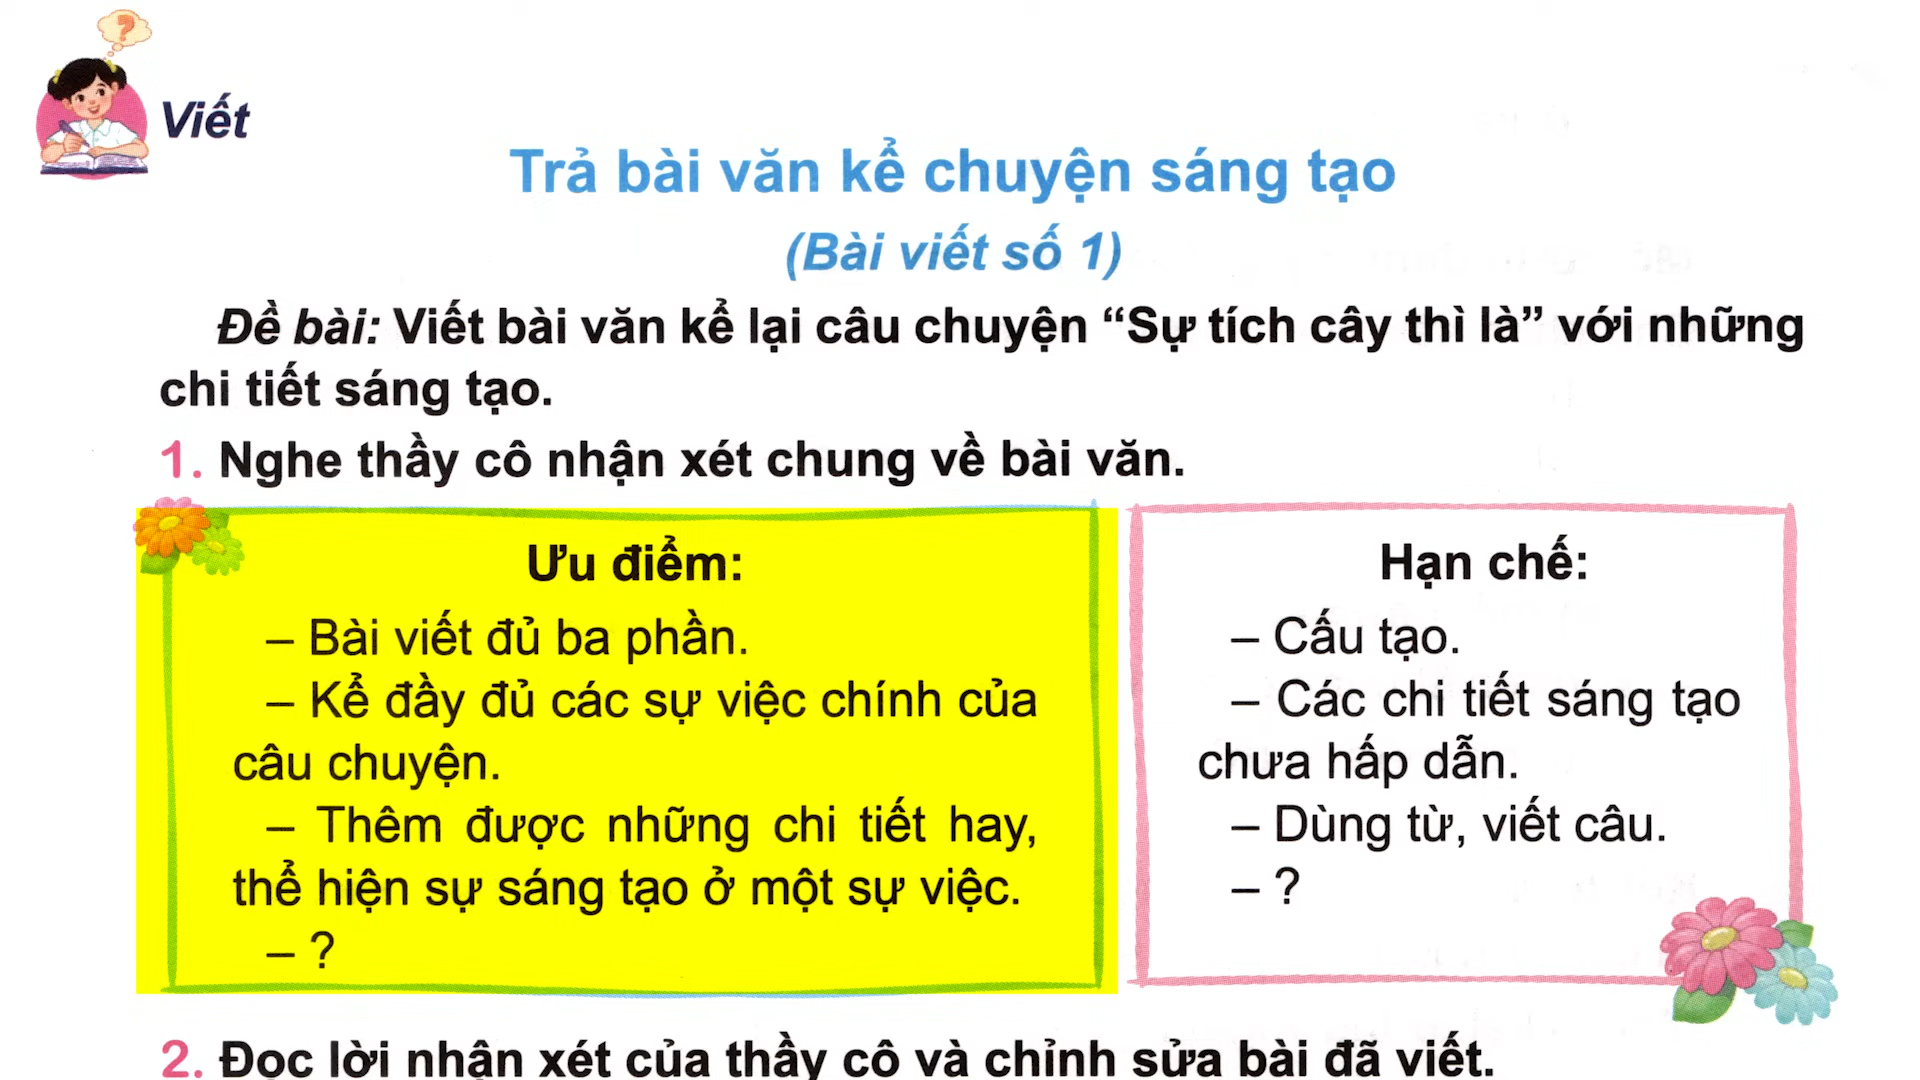 ?
Viết
Trả bài văn kể chuyện sáng tạo
(Bài viết số 1)
Đề bài: Viết bài văn kể lại câu chuyện “Sự tích cây thì là” với những
chi tiết sáng tạo.
1. Nghe thầy cô nhận xét chung về bài văn.
Ưu điểm:
– Bài viết đủ ba phần.
– Kể đầy đủ các sự việc chính của
câu chuyện.
– Thêm được những chi tiết hay,
thể hiện sự sáng tạo ở một sự việc.
– ?
Hạn chế:
– Cấu tạo.
– Các chi tiết sáng tạo
chưa hấp dẫn.
– Dùng từ, viết câu.
– ?
2. Đọc lời nhận xét của thầy cô và chỉnh sửa bài đã viết.